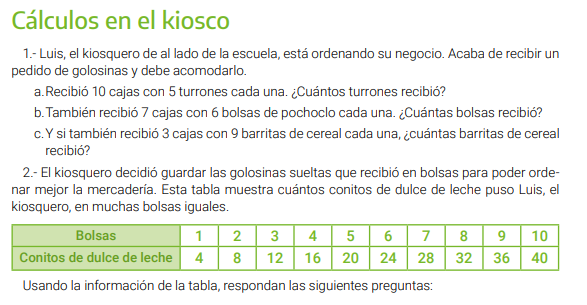 Cálculos en el kiosco
1.- Luis, el kiosquero de al lado de la escuela, está ordenando su negocio. Acaba de recibir un
pedido de golosinas y debe acomodarlo.
a. Recibió 10 cajas con 5 turrones cada una. ¿Cuántos turrones recibió?
b. También recibió 7 cajas con 6 bolsas de pochoclo cada una. ¿Cuántas bolsas recibió?
c. Y si también recibió 3 cajas con 9 barritas de cereal cada una, ¿cuántas barritas de cereal
recibió?
2.- El kiosquero decidió guardar las golosinas sueltas que recibió en bolsas para poder orde-
nar mejor la mercadería. Esta tabla muestra cuántos conitos de dulce de leche puso Luis, el
kiosquero, en muchas bolsas iguales.
Bolsas 1 2 3 4 5 6 7 8 9 10
Conitos de dulce de leche 4 8 12 16 20 24 28 32 36 40
Usando la información de la tabla, respondan las siguientes preguntas: